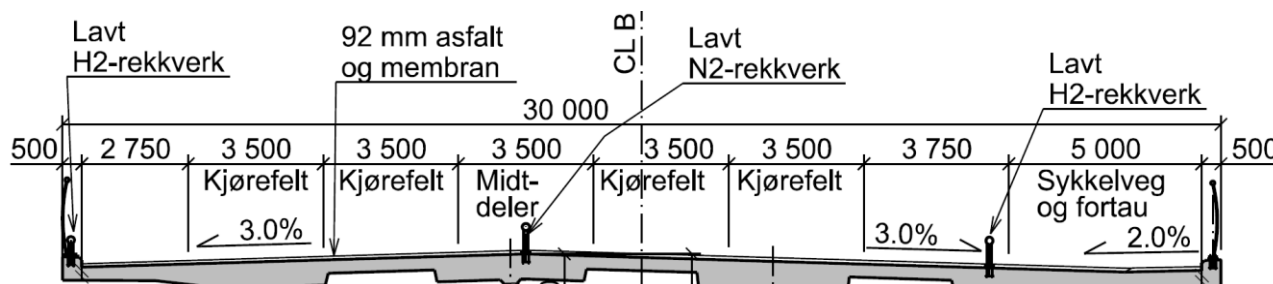 Lavt
H2-rekkverk
92 mm asfalt
og membran
CL B
Lavt
N2-rekkverk
Lavt
H2-rekkverk
30 000
500 2 750 3 500 3 500 3 500 3 500 3 500 3 750 5 000 500
Kjørefelt Kjørefelt Midt-
deler
Kjørefelt Kjørefelt Sykkelveg
og fortau
3.0% 3.0% 2.0%